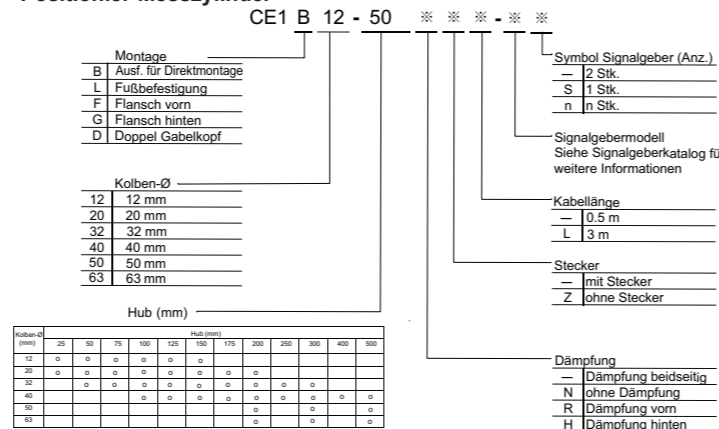 Positionier-Messzylinder
CE1 B 12 - 50 ※ ※ ※ - ※ ※
Montage
B Ausf. für Direktmontage
L Fußbefestigung
F Flansch vorn
G Flansch hinten
D Doppel Gabelkopf
Kolben-Ø
12 12 mm
20 20 mm
32 32 mm
40 40 mm
50 50 mm
63 63 mm
Hub (mm)
Kolben-Ø (mm) Hub (mm)
25 50 75 100 125 150 175 200 250 300 400 500
12 o o o o o o
20 o o o o o o o o
32 o o o o o o o o o
40 o o o o o o o o o
50 o o o
63 o o o
Symbol Signalgeber (Anz.)
— 2 Stk.
S 1 Stk.
n n Stk.
Signalgebermodell
Siehe Signalgeberkatalog fü
weitere Informationen
Kabellänge
— 0.5 m
L 3 m
Stecker
— mit Stecker
Z ohne Stecker
Dämpfung
— Dämpfung beidseitig
N ohne Dämpfung
R Dämpfung vorn
H Dämpfung hinten